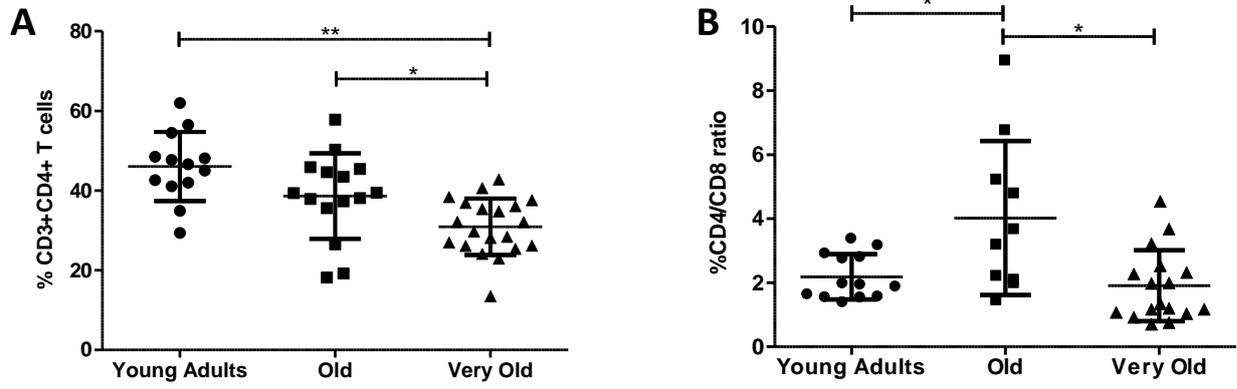 A
% CD3+CD4+ T cells
80
60
40
20
0
**
*
Young Adults
Old
Very Old
B
%CD4/CD8 ratio
10
8
6
4
2
0
*
*
Young Adults
Old
Very Old